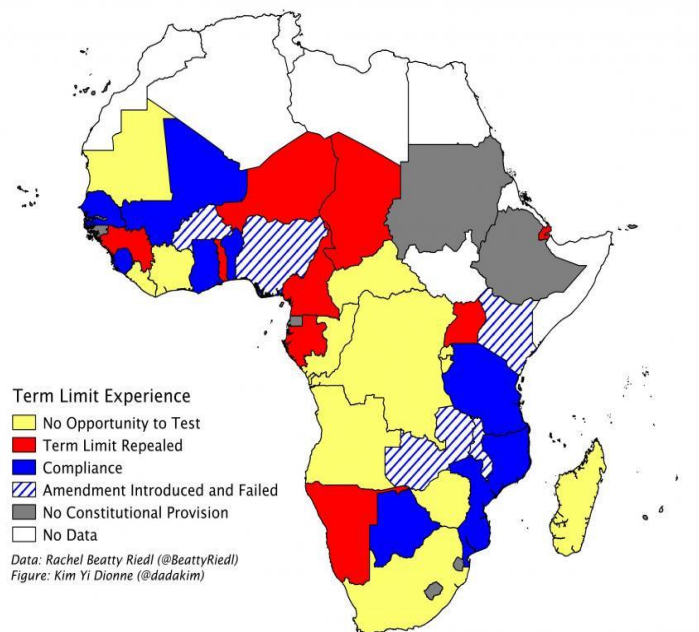 Term Limit Experience
No Opportunity to Test
Term Limit Repealed
Compliance
Amendment Introduced and Failed
No Constitutional Provision
No Data
Data: Rachel Beatty Riedl (@BeattyRiedl)
Figure: Kim Yi Dionne (@dadakim)